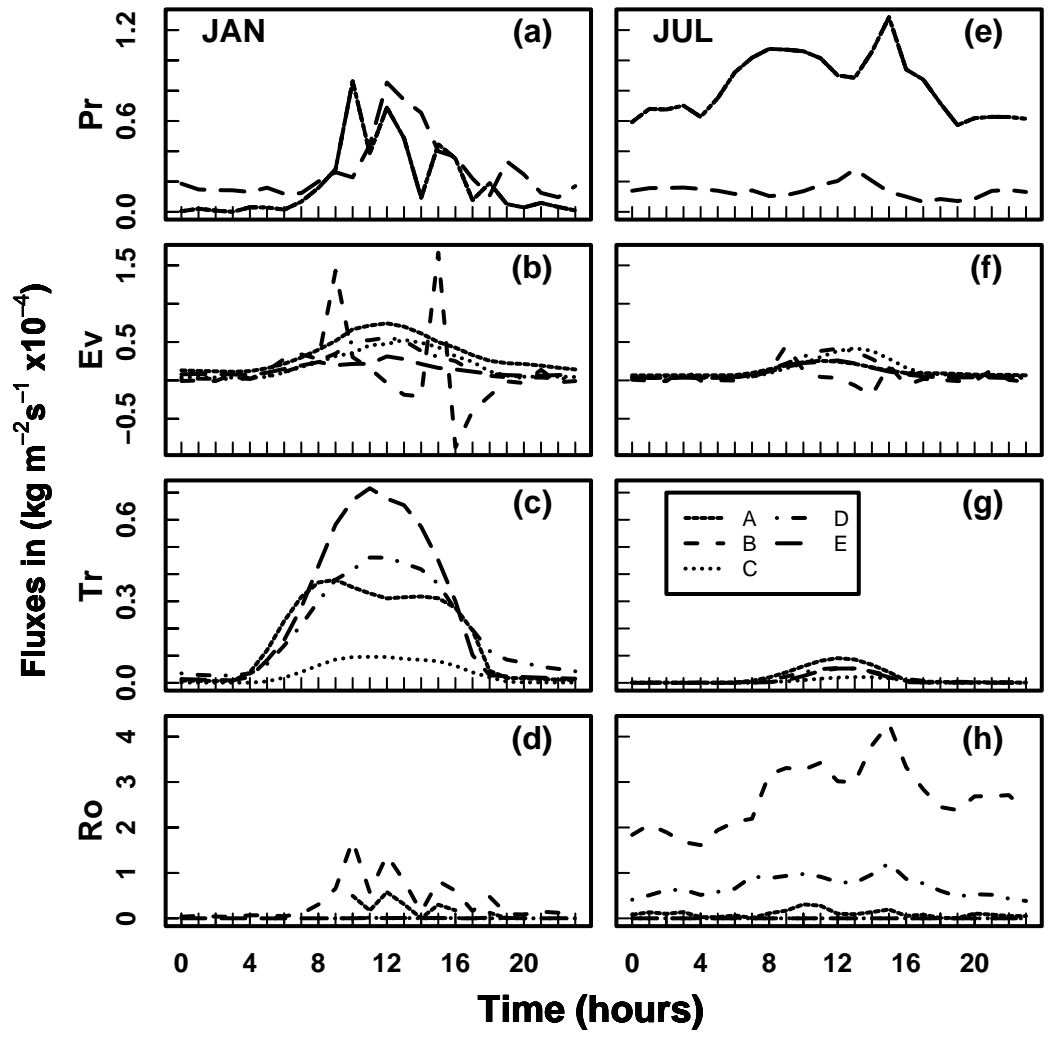 JAN (a) JUL (e)
Pr
0.0 0.6 1.2
(b) (f)
Ev
−0.5 0.5 1.5
(c) (g)
Tr
0.0 0.3 0.6
A D
B E
C
(d) (h)
Ro
0 1 2 3 4
0 4 8 12 16 20 0 4 8 12 16 20
Time (hours)
Fluxes in (kg m−2s−1 x10−4)